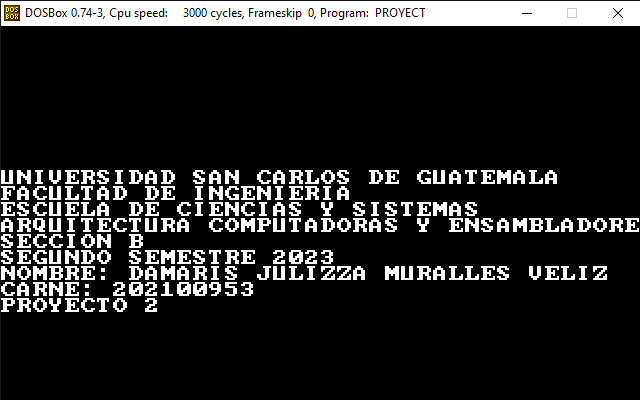 DOSBox 0.74-3, Cpu speed: 3000 cycles, Frameskip 0, Program: PROYECT
UNIVERSIDAD SAN CARLOS DE GUATEMALA
FACULTAD DE INGENIERIA
ESCUELA DE CIENCIAS Y SISTEMAS
ARQUITECTURA COMPUTADORAS Y ENSAMBLADORE
SECCION B
SEGUNDO SEMESTRE 2023
NOMBRE: DAMARIS JULIZZA MURALLES VELIZ
CARNE: 202100953
PROYECTO 2